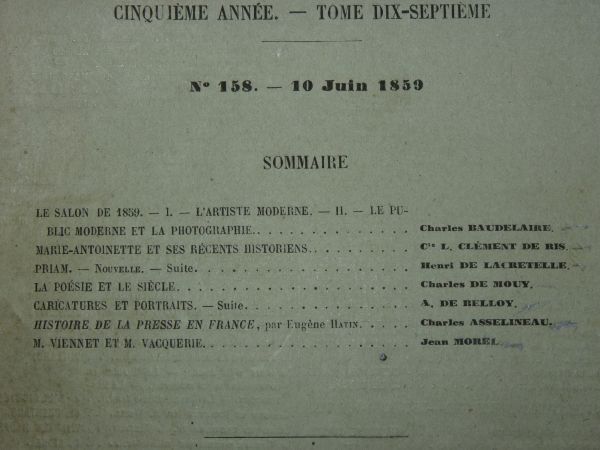 CINQUIÈME ANNÉE. — TOME DIX-SEPTIÈME
No 158. — 10 Juin 1859
SOMMAIRE
LE SALON DE 1859. — I. — L'ARTISTE MODERNE. — II. — LE PU-
BLIC MODERNE ET LA PHOTOGRAPHIE. . . . . . . . . . . . Charles BAUDELAIRE.
MARIE-ANTOINETTE ET SES RÉCENTS HISTORIENS. . . . . . . . Cte L. CLÉMENT DE RIS.
PRIAM. — NOUVELLE. — Suite. . . . . . . . . . . . . . . . . Henri DE LACRETELLE.
LA POÉSIE ET LE SIÈCLE. . . . . . . . . . . . . . . . . . . Charles DE MOUY.
CARICATURES ET PORTRAITS. — Suite. . . . . . . . . . . . . A. DE BELLOY.
HISTOIRE DE LA PRESSE EN FRANCE, par Eugène HATIN. . . . . Charles ASSELINEAU.
M. VIENNET ET M. VACQUERIE. . . . . . . . . . . . . . . . Jean MOREL.